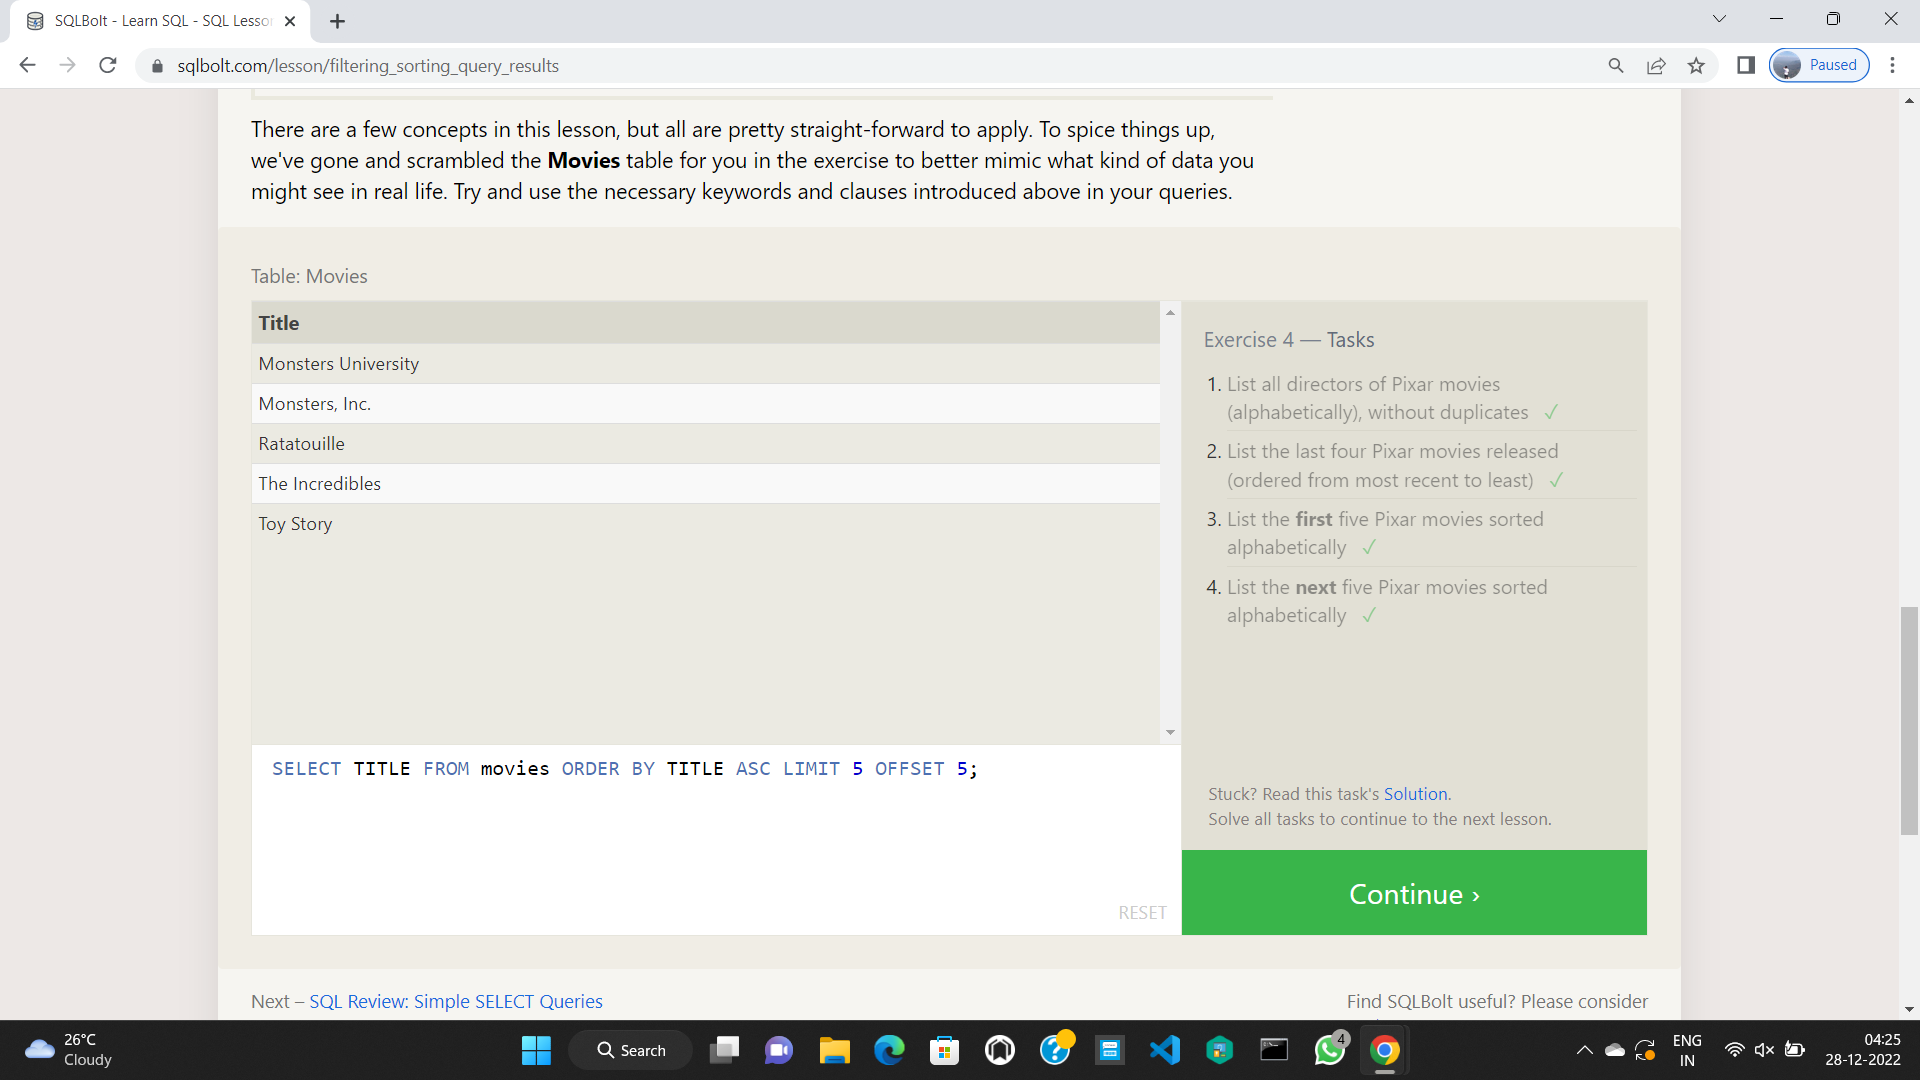 SQLBolt - Learn SQL - SQL Lesso
sqlbolt.com/lesson/filtering_sorting_query_results
Paused
There are a few concepts in this lesson, but all are pretty straight-forward to apply. To spice things up,
we've gone and scrambled the Movies table for you in the exercise to better mimic what kind of data you
might see in real life. Try and use the necessary keywords and clauses introduced above in your queries.
Table: Movies
Title
Monsters University
Monsters, Inc.
Ratatouille
The Incredibles
Toy Story
SELECT TITLE FROM movies ORDER BY TITLE ASC LIMIT 5 OFFSET 5;
RESET
Exercise 4 — Tasks
1. List all directors of Pixar movies
(alphabetically), without duplicates ✓
2. List the last four Pixar movies released
(ordered from most recent to least) ✓
3. List the first five Pixar movies sorted
alphabetically ✓
4. List the next five Pixar movies sorted
alphabetically ✓
Stuck? Read this task's Solution.
Solve all tasks to continue to the next lesson.
Continue ›
Next – SQL Review: Simple SELECT Queries
Find SQLBolt useful? Please consider
26°C
Cloudy
Search
4
ENG
IN
04:25
28-12-2022